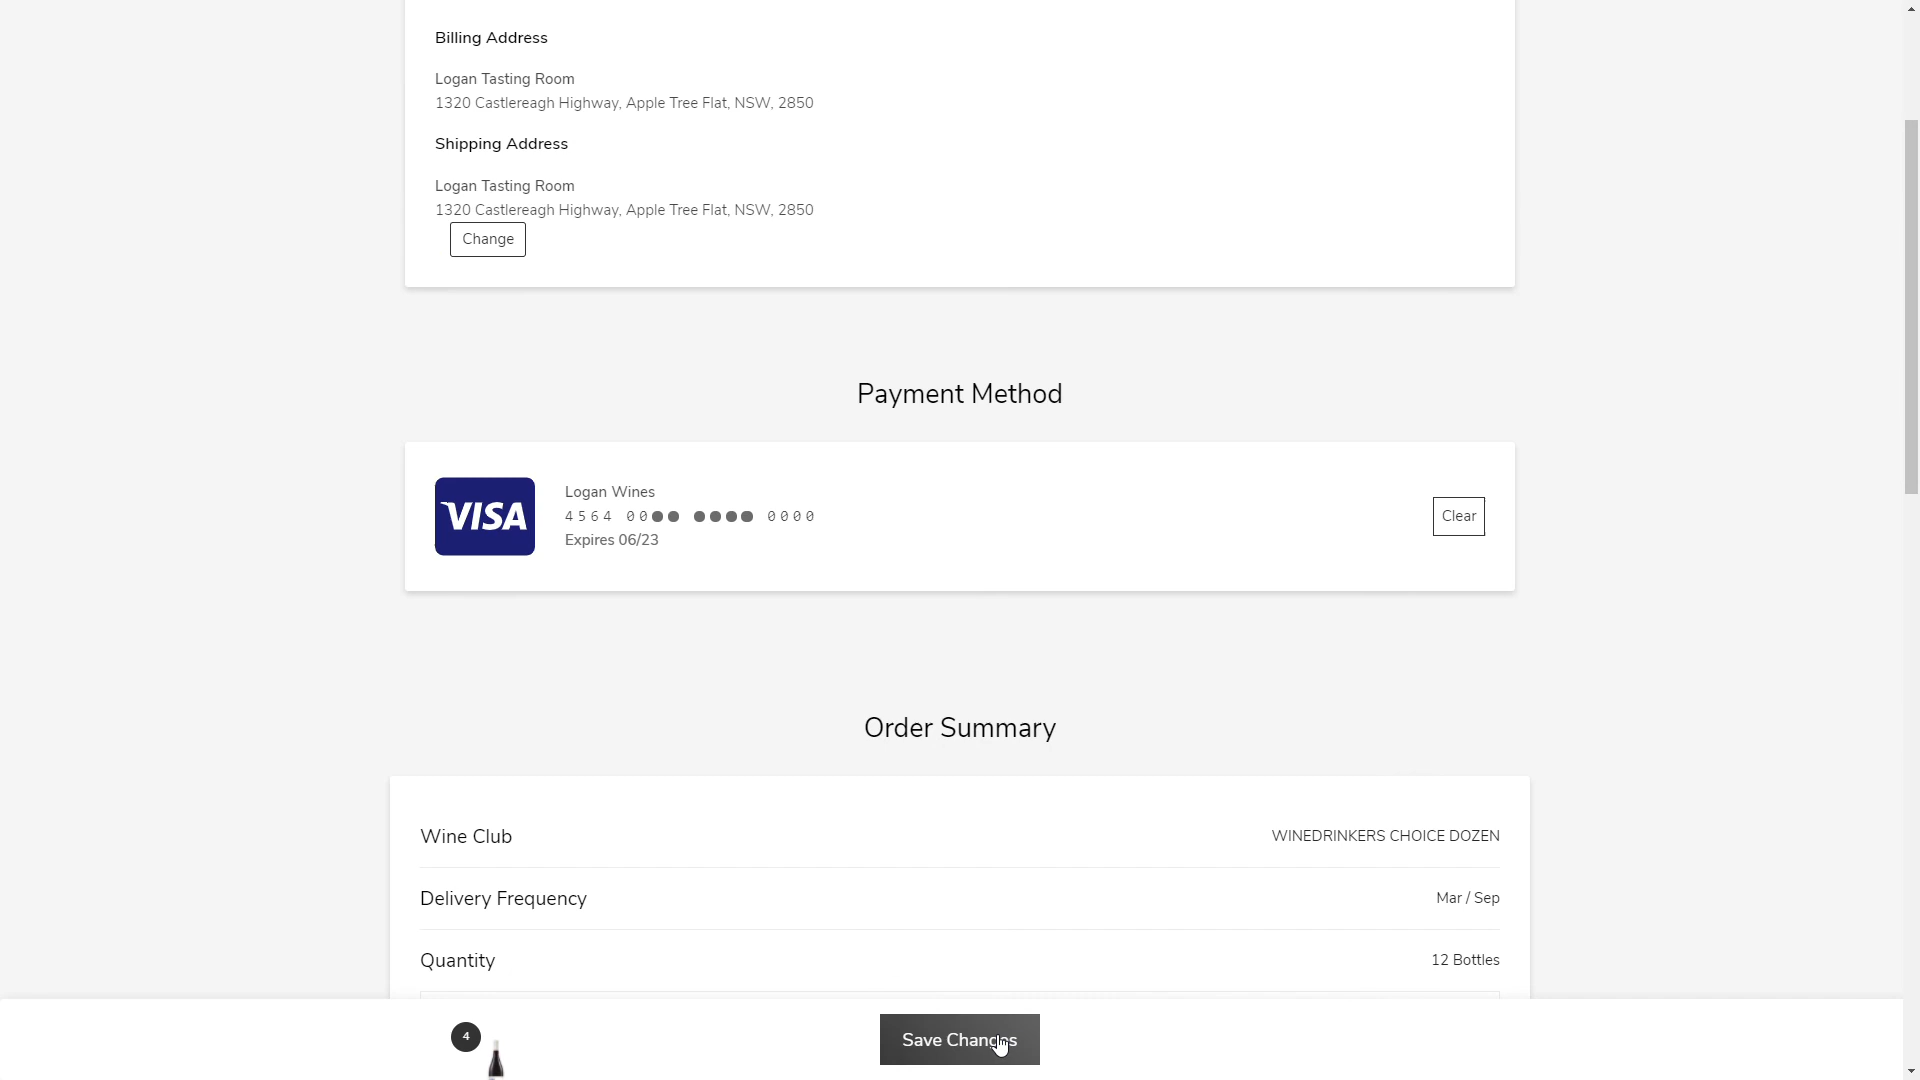 Billing Address
Logan Tasting Room
1320 Castlereagh Highway, Apple Tree Flat, NSW, 2850
Shipping Address
Logan Tasting Room
1320 Castlereagh Highway, Apple Tree Flat, NSW, 2850
Change
Payment Method
VISA
Logan Wines
4564 00●● ●●●● 0000
Expires 06/23
Clear
Order Summary
Wine Club WINEDRINKERS CHOICE DOZEN
Delivery Frequency Mar / Sep
Quantity 12 Bottles
4
Save Changes